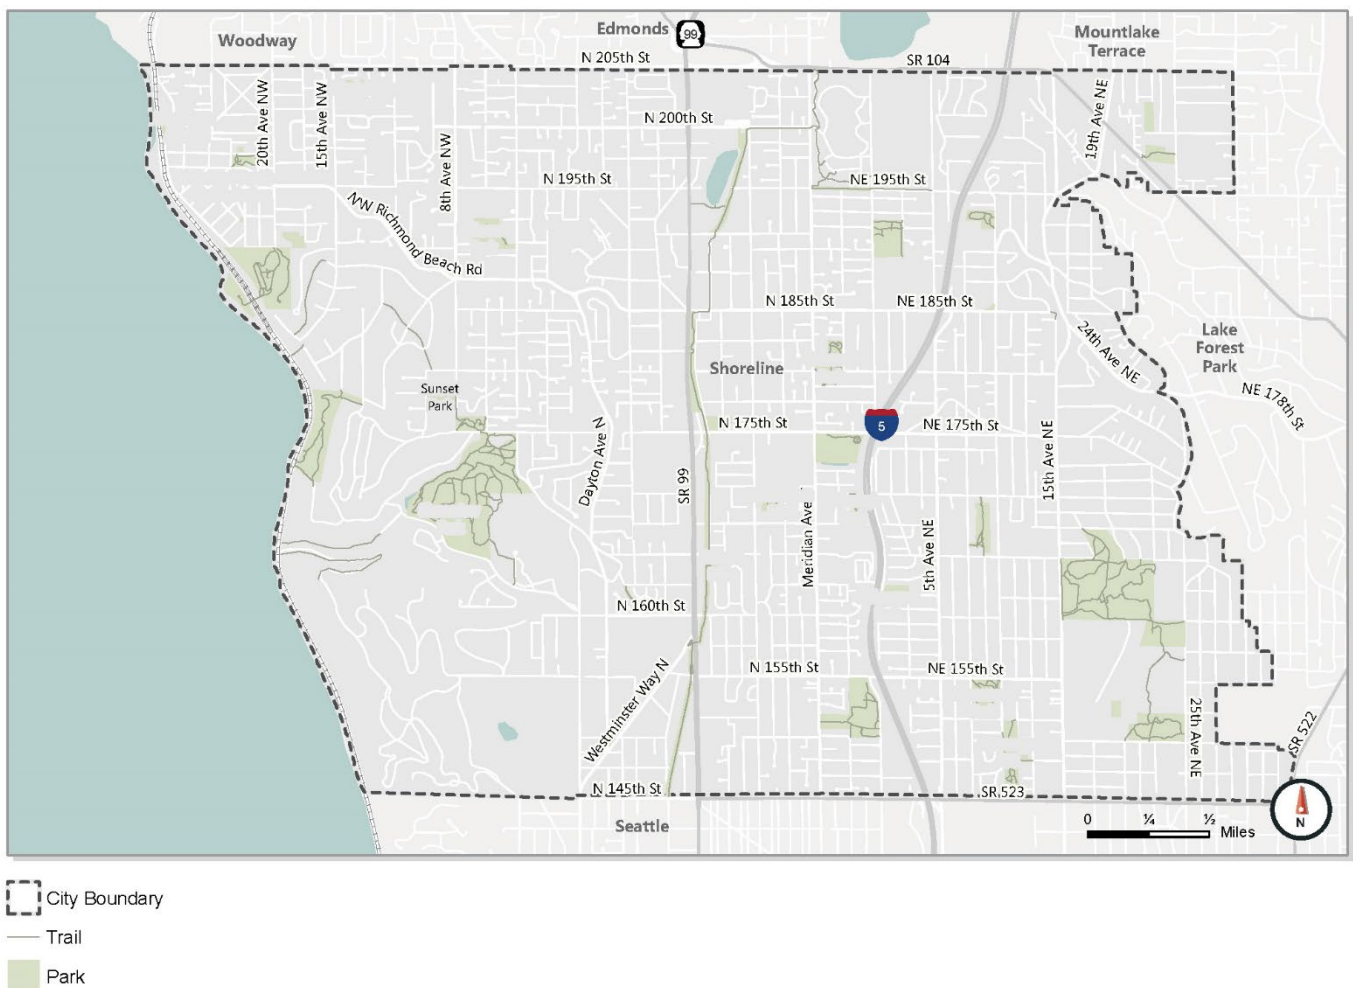 Woodway
Edmonds
99
Mountlake
Terrace
N 205th St
SR 104
20th Ave NW
15th Ave NW
8th Ave NW
N 200th St
19th Ave NE
N 195th St
NE 195th St
NW Richmond Beach Rd
N 185th St
NE 185th St
24th Ave NE
Lake
Forest
Park
NE 178th St
Sunset
Park
Shoreline
N 175th St
5
NE 175th St
Dayton Ave N
SR 99
Meridian Ave
5th Ave NE
15th Ave NE
N 160th St
Westminster Way N
N 155th St
NE 155th St
25th Ave NE
SR 522
N 145th St
SR 523
Seattle
0 ¼ ½
Miles
N
City Boundary
Trail
Park